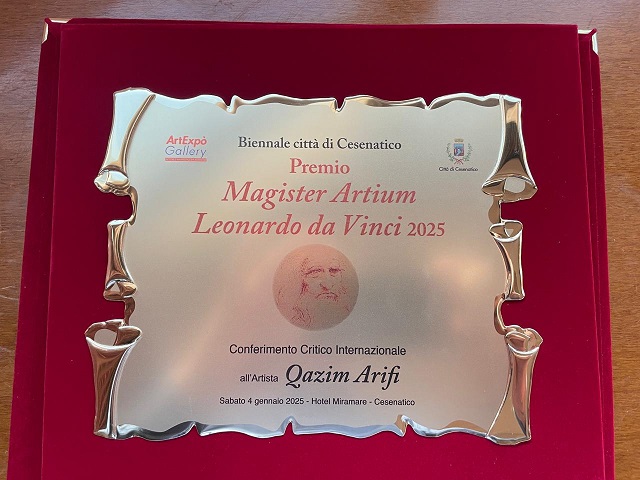 ArtExpò
Gallery
Biennale città di Cesenatico
Città di Cesenatico
Premio
Magister Artium
Leonardo da Vinci 2025
Conferimento Critico Internazionale
all'Artista Qazim Arifi
Sabato 4 gennaio 2025 - Hotel Miramare - Cesenatico